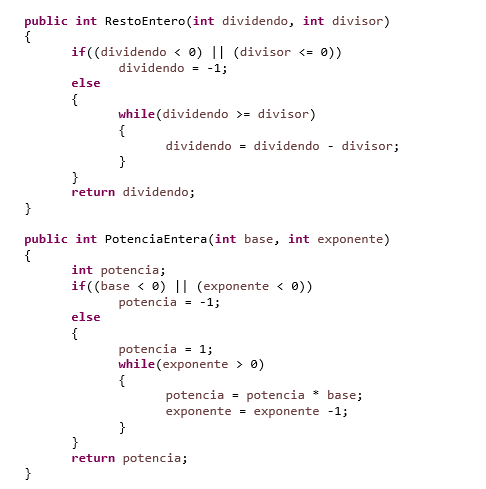 public int RestoEntero(int dividendo, int divisor)
{
if((dividendo < 0) || (divisor <= 0))
dividendo = -1;
else
{
while(dividendo >= divisor)
{
dividendo = dividendo - divisor;
}
}
return dividendo;
}
public int PotenciaEntera(int base, int exponente)
{
int potencia;
if((base < 0) || (exponente < 0))
potencia = -1;
else
{
potencia = 1;
while(exponente > 0)
{
potencia = potencia * base;
exponente = exponente -1;
}
}
return potencia;
}